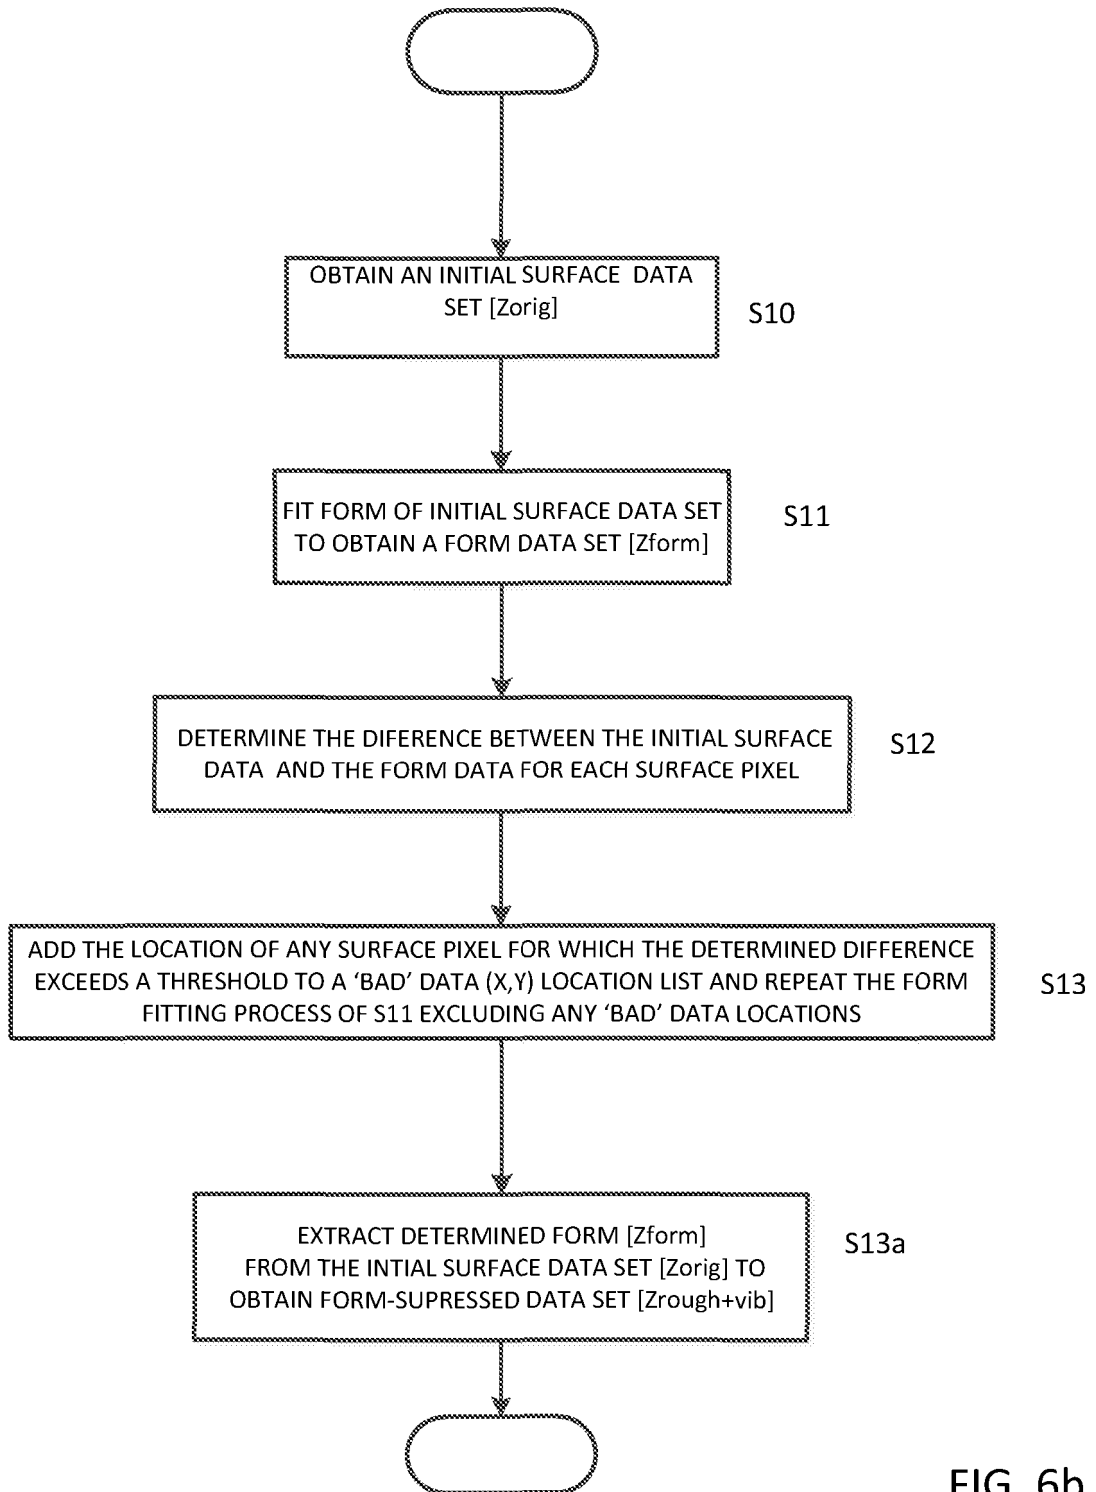 OBTAIN AN INITIAL SURFACE DATA
SET [Zorig]
S10
FIT FORM OF INITIAL SURFACE DATA SET
TO OBTAIN A FORM DATA SET [Zform]
S11
DETERMINE THE DIFERENCE BETWEEN THE INITIAL SURFACE
DATA AND THE FORM DATA FOR EACH SURFACE PIXEL
S12
ADD THE LOCATION OF ANY SURFACE PIXEL FOR WHICH THE DETERMINED DIFFERENCE
EXCEEDS A THRESHOLD TO A ‘BAD’ DATA (X,Y) LOCATION LIST AND REPEAT THE FORM
FITTING PROCESS OF S11 EXCLUDING ANY ‘BAD’ DATA LOCATIONS
S13
EXTRACT DETERMINED FORM [Zform]
FROM THE INTIAL SURFACE DATA SET [Zorig] TO
OBTAIN FORM-SUPRESSED DATA SET [Zrough+vib]
S13a
FIG. 6b